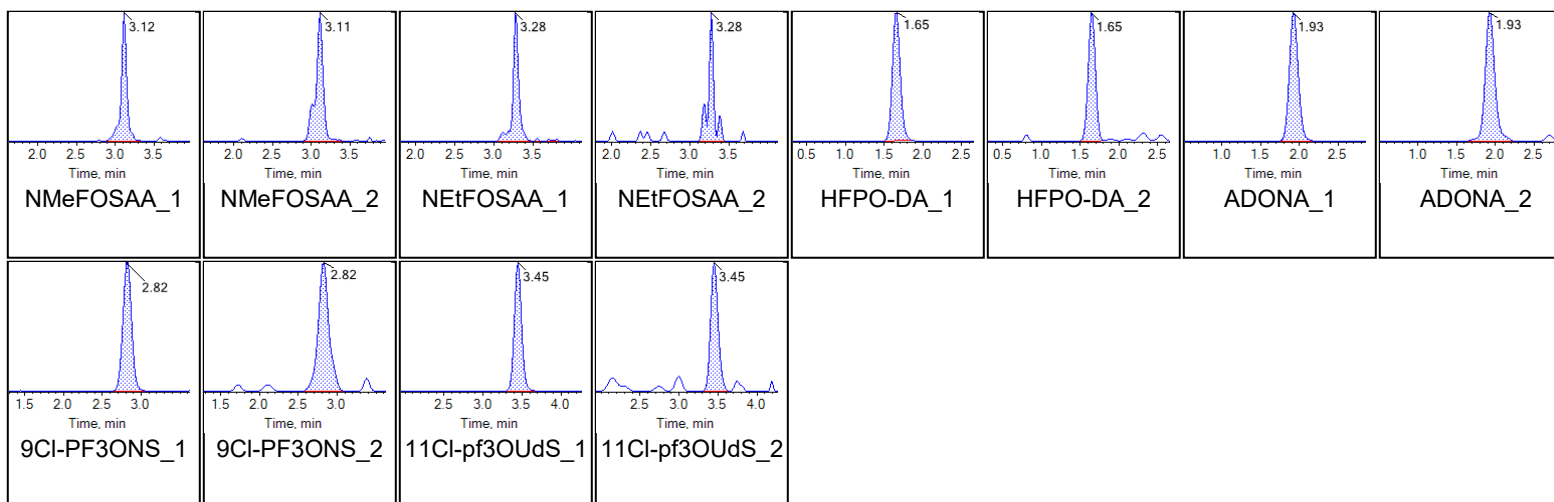 3.12 3.11 3.28 3.28 1.65 1.65 1.93 1.93
2.0 2.5 3.0 3.5 2.0 2.5 3.0 3.5 2.0 2.5 3.0 3.5 2.0 2.5 3.0 3.5 0.5 1.0 1.5 2.0 2.5 0.5 1.0 1.5 2.0 2.5 1.0 1.5 2.0 2.5 1.0 1.5 2.0 2.5
Time, min Time, min Time, min Time, min Time, min Time, min Time, min Time, min
NMeFOSAA_1 NMeFOSAA_2 NEtFOSAA_1 NEtFOSAA_2 HFPO-DA_1 HFPO-DA_2 ADONA_1 ADONA_2
2.82 2.82 3.45 3.45
1.5 2.0 2.5 3.0 1.5 2.0 2.5 3.0 2.5 3.0 3.5 4.0 2.5 3.0 3.5 4.0
Time, min Time, min Time, min Time, min
9Cl-PF3ONS_1 9Cl-PF3ONS_2 11Cl-pf3OUdS_1 11Cl-pf3OUdS_2